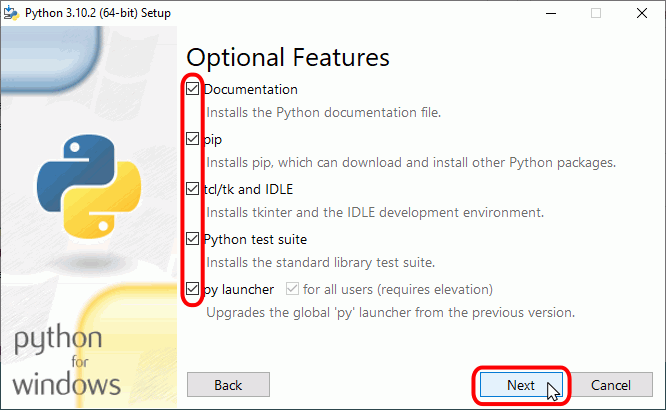 Python 3.10.2 (64-bit) Setup
Optional Features
Documentation
Installs the Python documentation file.
pip
Installs pip, which can download and install other Python packages.
tcl/tk and IDLE
Installs tkinter and the IDLE development environment.
Python test suite
Installs the standard library test suite.
py launcher for all users (requires elevation)
Upgrades the global 'py' launcher from the previous version.
python
for
windows
Back Next Cancel